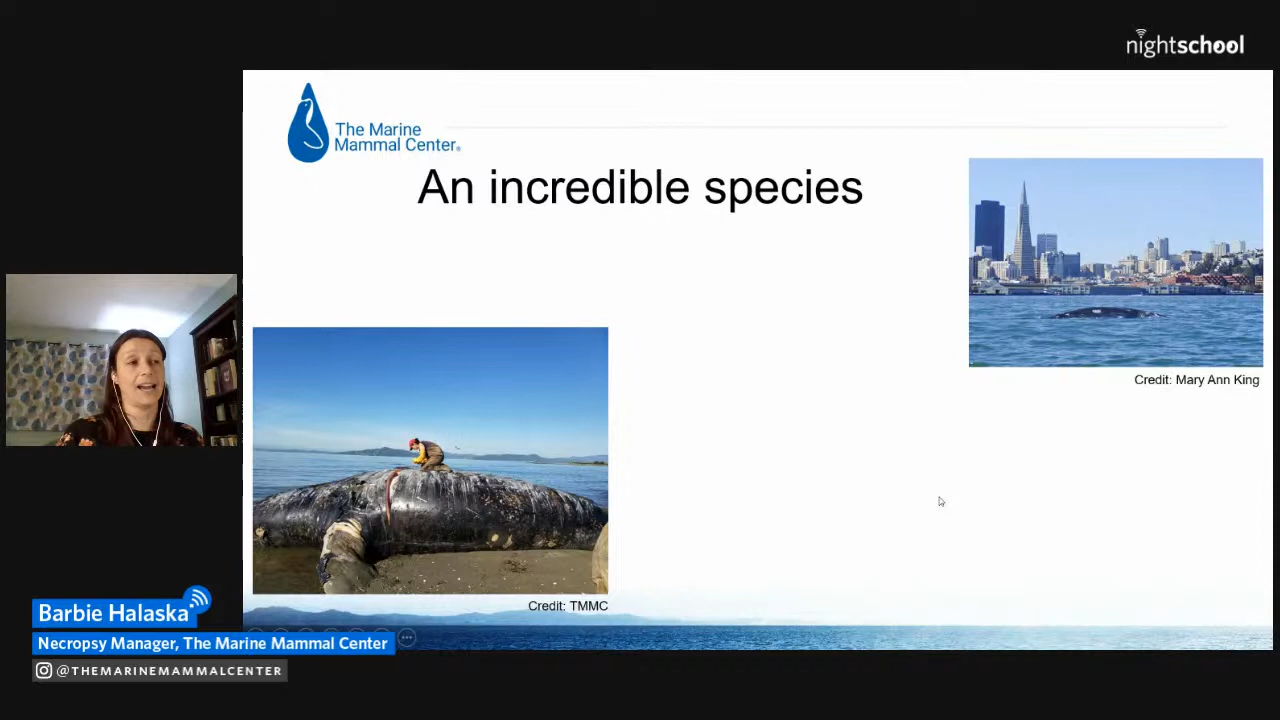 nightschool
The Marine
Mammal Center®
An incredible species
Credit: Mary Ann King
Credit: TMMC
Barbie Halaska
Necropsy Manager, The Marine Mammal Center
@THEMARINEMAMMALCENTER